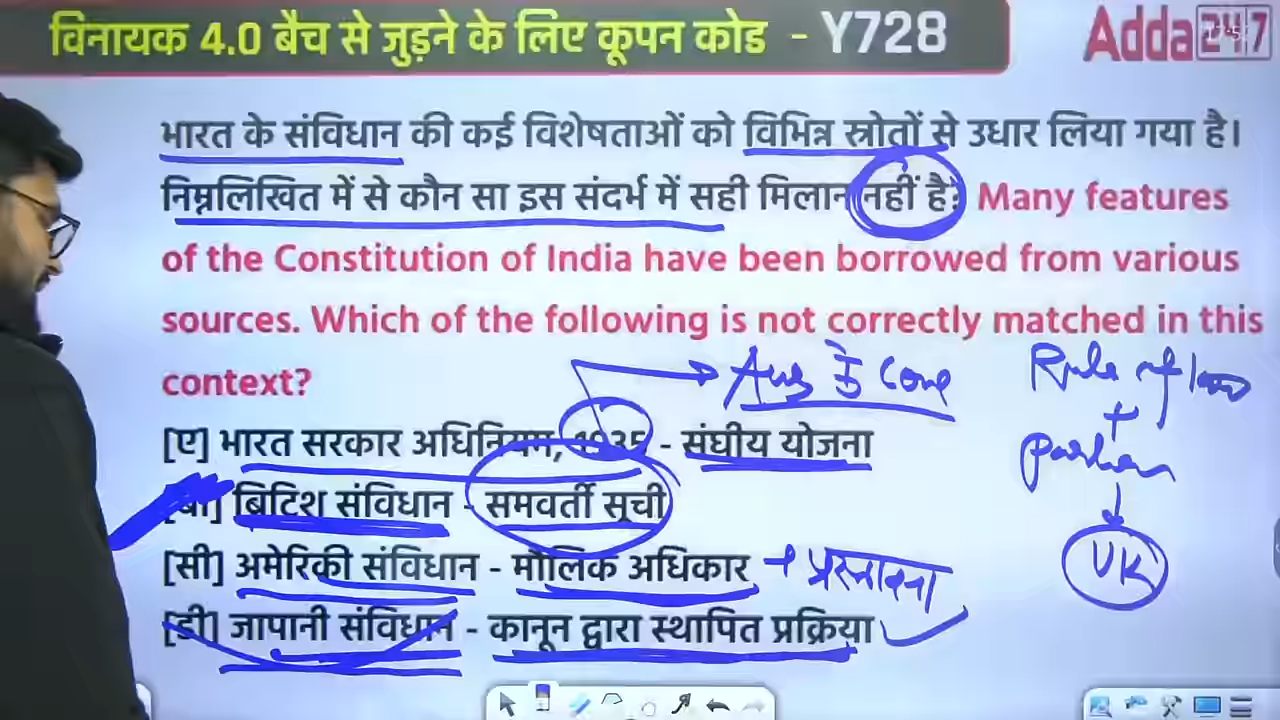 विनायक 4.0 बैच से जुड़ने के लिए कूपन कोड - Y728
Adda247
भारत के संविधान की कई विशेषताओं को विभिन्न स्रोतों से उधार लिया गया है।
निम्नलिखित में से कौन सा इस संदर्भ में सही मिलान नहीं है? Many features
of the Constitution of India have been borrowed from various
sources. Which of the following is not correctly matched in this
context?
[ए] भारत सरकार अधिनियम, 1935 - संघीय योजना
[बी] ब्रिटिश संविधान - समवर्ती सूची
[सी] अमेरिकी संविधान - मौलिक अधिकार + प्रस्तावना
[डी] जापानी संविधान - कानून द्वारा स्थापित प्रक्रिया
Rule of law
+
UK